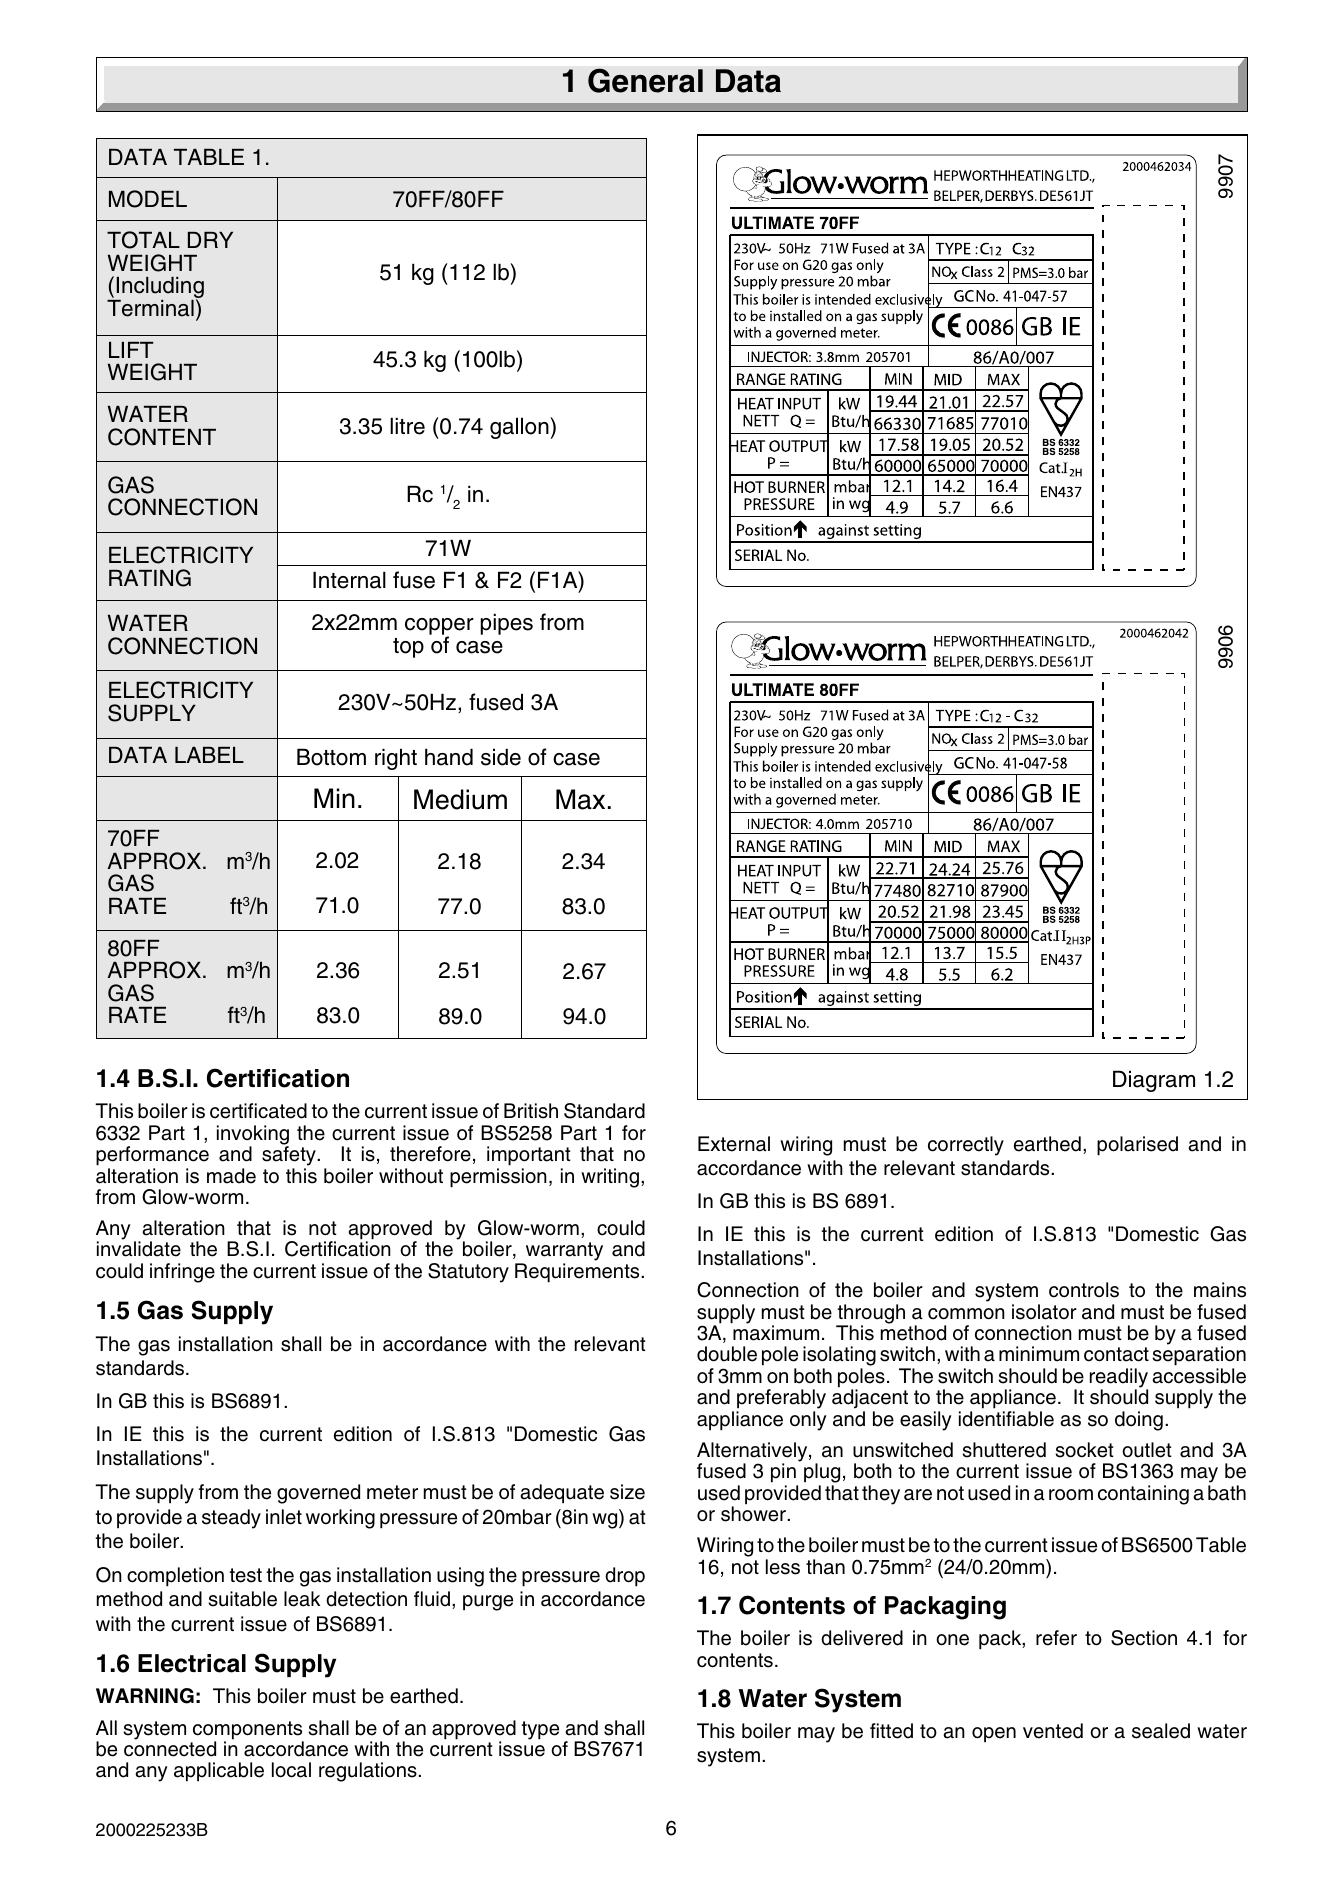 1 General Data
DATA TABLE 1.
MODEL 70FF/80FF
TOTAL DRY
WEIGHT
(Including
Terminal)
51 kg (112 lb)
LIFT
WEIGHT
45.3 kg (100lb)
WATER
CONTENT
3.35 litre (0.74 gallon)
GAS
CONNECTION
Rc 1/2 in.
ELECTRICITY
RATING
71W
Internal fuse F1 & F2 (F1A)
WATER
CONNECTION
2x22mm copper pipes from
top of case
ELECTRICITY
SUPPLY
230V~50Hz, fused 3A
DATA LABEL Bottom right hand side of case
Min. Medium Max.
70FF
APPROX. m³/h 2.02 2.18 2.34
GAS
RATE ft³/h 71.0 77.0 83.0
80FF
APPROX. m³/h 2.36 2.51 2.67
GAS
RATE ft³/h 83.0 89.0 94.0
1.4 B.S.I. Certification
This boiler is certificated to the current issue of British Standard
6332 Part 1, invoking the current issue of BS5258 Part 1 for
performance and safety. It is, therefore, important that no
alteration is made to this boiler without permission, in writing,
from Glow-worm.
Any alteration that is not approved by Glow-worm, could
invalidate the B.S.I. Certification of the boiler, warranty and
could infringe the current issue of the Statutory Requirements.
1.5 Gas Supply
The gas installation shall be in accordance with the relevant
standards.
In GB this is BS6891.
In IE this is the current edition of I.S.813 "Domestic Gas
Installations".
The supply from the governed meter must be of adequate size
to provide a steady inlet working pressure of 20mbar (8in wg) at
the boiler.
On completion test the gas installation using the pressure drop
method and suitable leak detection fluid, purge in accordance
with the current issue of BS6891.
1.6 Electrical Supply
WARNING: This boiler must be earthed.
All system components shall be of an approved type and shall
be connected in accordance with the current issue of BS7671
and any applicable local regulations.
Glow•worm HEPWORTHHEATING LTD.,
BELPER, DERBYS. DE561JT
2000462034
9907
ULTIMATE 70FF
230V~ 50Hz 71W Fused at 3A
For use on G20 gas only
Supply pressure 20 mbar
This boiler is intended exclusively
to be installed on a gas supply
with a governed meter.
TYPE : C12 C32
NOx Class 2 PMS=3.0 bar
GC No. 41-047-57
CE 0086 GB IE
INJECTOR: 3.8mm 205701 86/A0/007
RANGE RATING MIN MID MAX
HEAT INPUT kW 19.44 21.01 22.57
NETT Q = Btu/h 66330 71685 77010
HEAT OUTPUT kW 17.58 19.05 20.52
P = Btu/h 60000 65000 70000
HOT BURNER mbar 12.1 14.2 16.4
PRESSURE in wg 4.9 5.7 6.6
BS 6332
BS 5258
Cat.I2H
EN437
Position against setting
SERIAL No.
Glow•worm HEPWORTHHEATING LTD.,
BELPER, DERBYS. DE561JT
2000462042
9906
ULTIMATE 80FF
230V~ 50Hz 71W Fused at 3A
For use on G20 gas only
Supply pressure 20 mbar
This boiler is intended exclusively
to be installed on a gas supply
with a governed meter.
TYPE : C12 - C32
NOx Class 2 PMS=3.0 bar
GC No. 41-047-58
CE 0086 GB IE
INJECTOR: 4.0mm 205710 86/A0/007
RANGE RATING MIN MID MAX
HEAT INPUT kW 22.71 24.24 25.76
NETT Q = Btu/h 77480 82710 87900
HEAT OUTPUT kW 20.52 21.98 23.45
P = Btu/h 70000 75000 80000
HOT BURNER mbar 12.1 13.7 15.5
PRESSURE in wg 4.8 5.5 6.2
BS 6332
BS 5258
Cat.II2H3P
EN437
Position against setting
SERIAL No.
Diagram 1.2
External wiring must be correctly earthed, polarised and in
accordance with the relevant standards.
In GB this is BS 6891.
In IE this is the current edition of I.S.813 "Domestic Gas
Installations".
Connection of the boiler and system controls to the mains
supply must be through a common isolator and must be fused
3A, maximum. This method of connection must be by a fused
double pole isolating switch, with a minimum contact separation
of 3mm on both poles. The switch should be readily accessible
and preferably adjacent to the appliance. It should supply the
appliance only and be easily identifiable as so doing.
Alternatively, an unswitched shuttered socket outlet and 3A
fused 3 pin plug, both to the current issue of BS1363 may be
used provided that they are not used in a room containing a bath
or shower.
Wiring to the boiler must be to the current issue of BS6500 Table
16, not less than 0.75mm² (24/0.20mm).
1.7 Contents of Packaging
The boiler is delivered in one pack, refer to Section 4.1 for
contents.
1.8 Water System
This boiler may be fitted to an open vented or a sealed water
system.
2000225233B
6